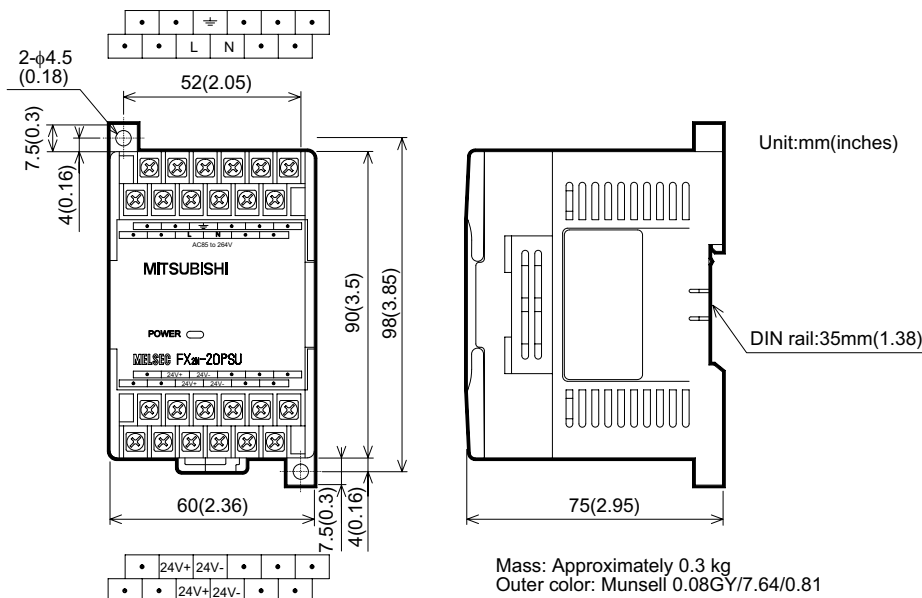 • • ⏚ • • •
• • L N • •
2-φ4.5
(0.18)
52(2.05)
7.5(0.3)
4(0.16)
Unit:mm(inches)
• • ⏚ • • •
• • L N • •
AC85 to 264V
MITSUBISHI
90(3.5)
98(3.85)
POWER
DIN rail:35mm(1.38)
MELSEC FX2N-20PSU
• 24V+ 24V- • • •
• • 24V+ 24V- • •
60(2.36)
7.5(0.3)
4(0.16)
75(2.95)
• 24V+ 24V- • • •
• • 24V+ 24V- • •
Mass: Approximately 0.3 kg
Outer color: Munsell 0.08GY/7.64/0.81